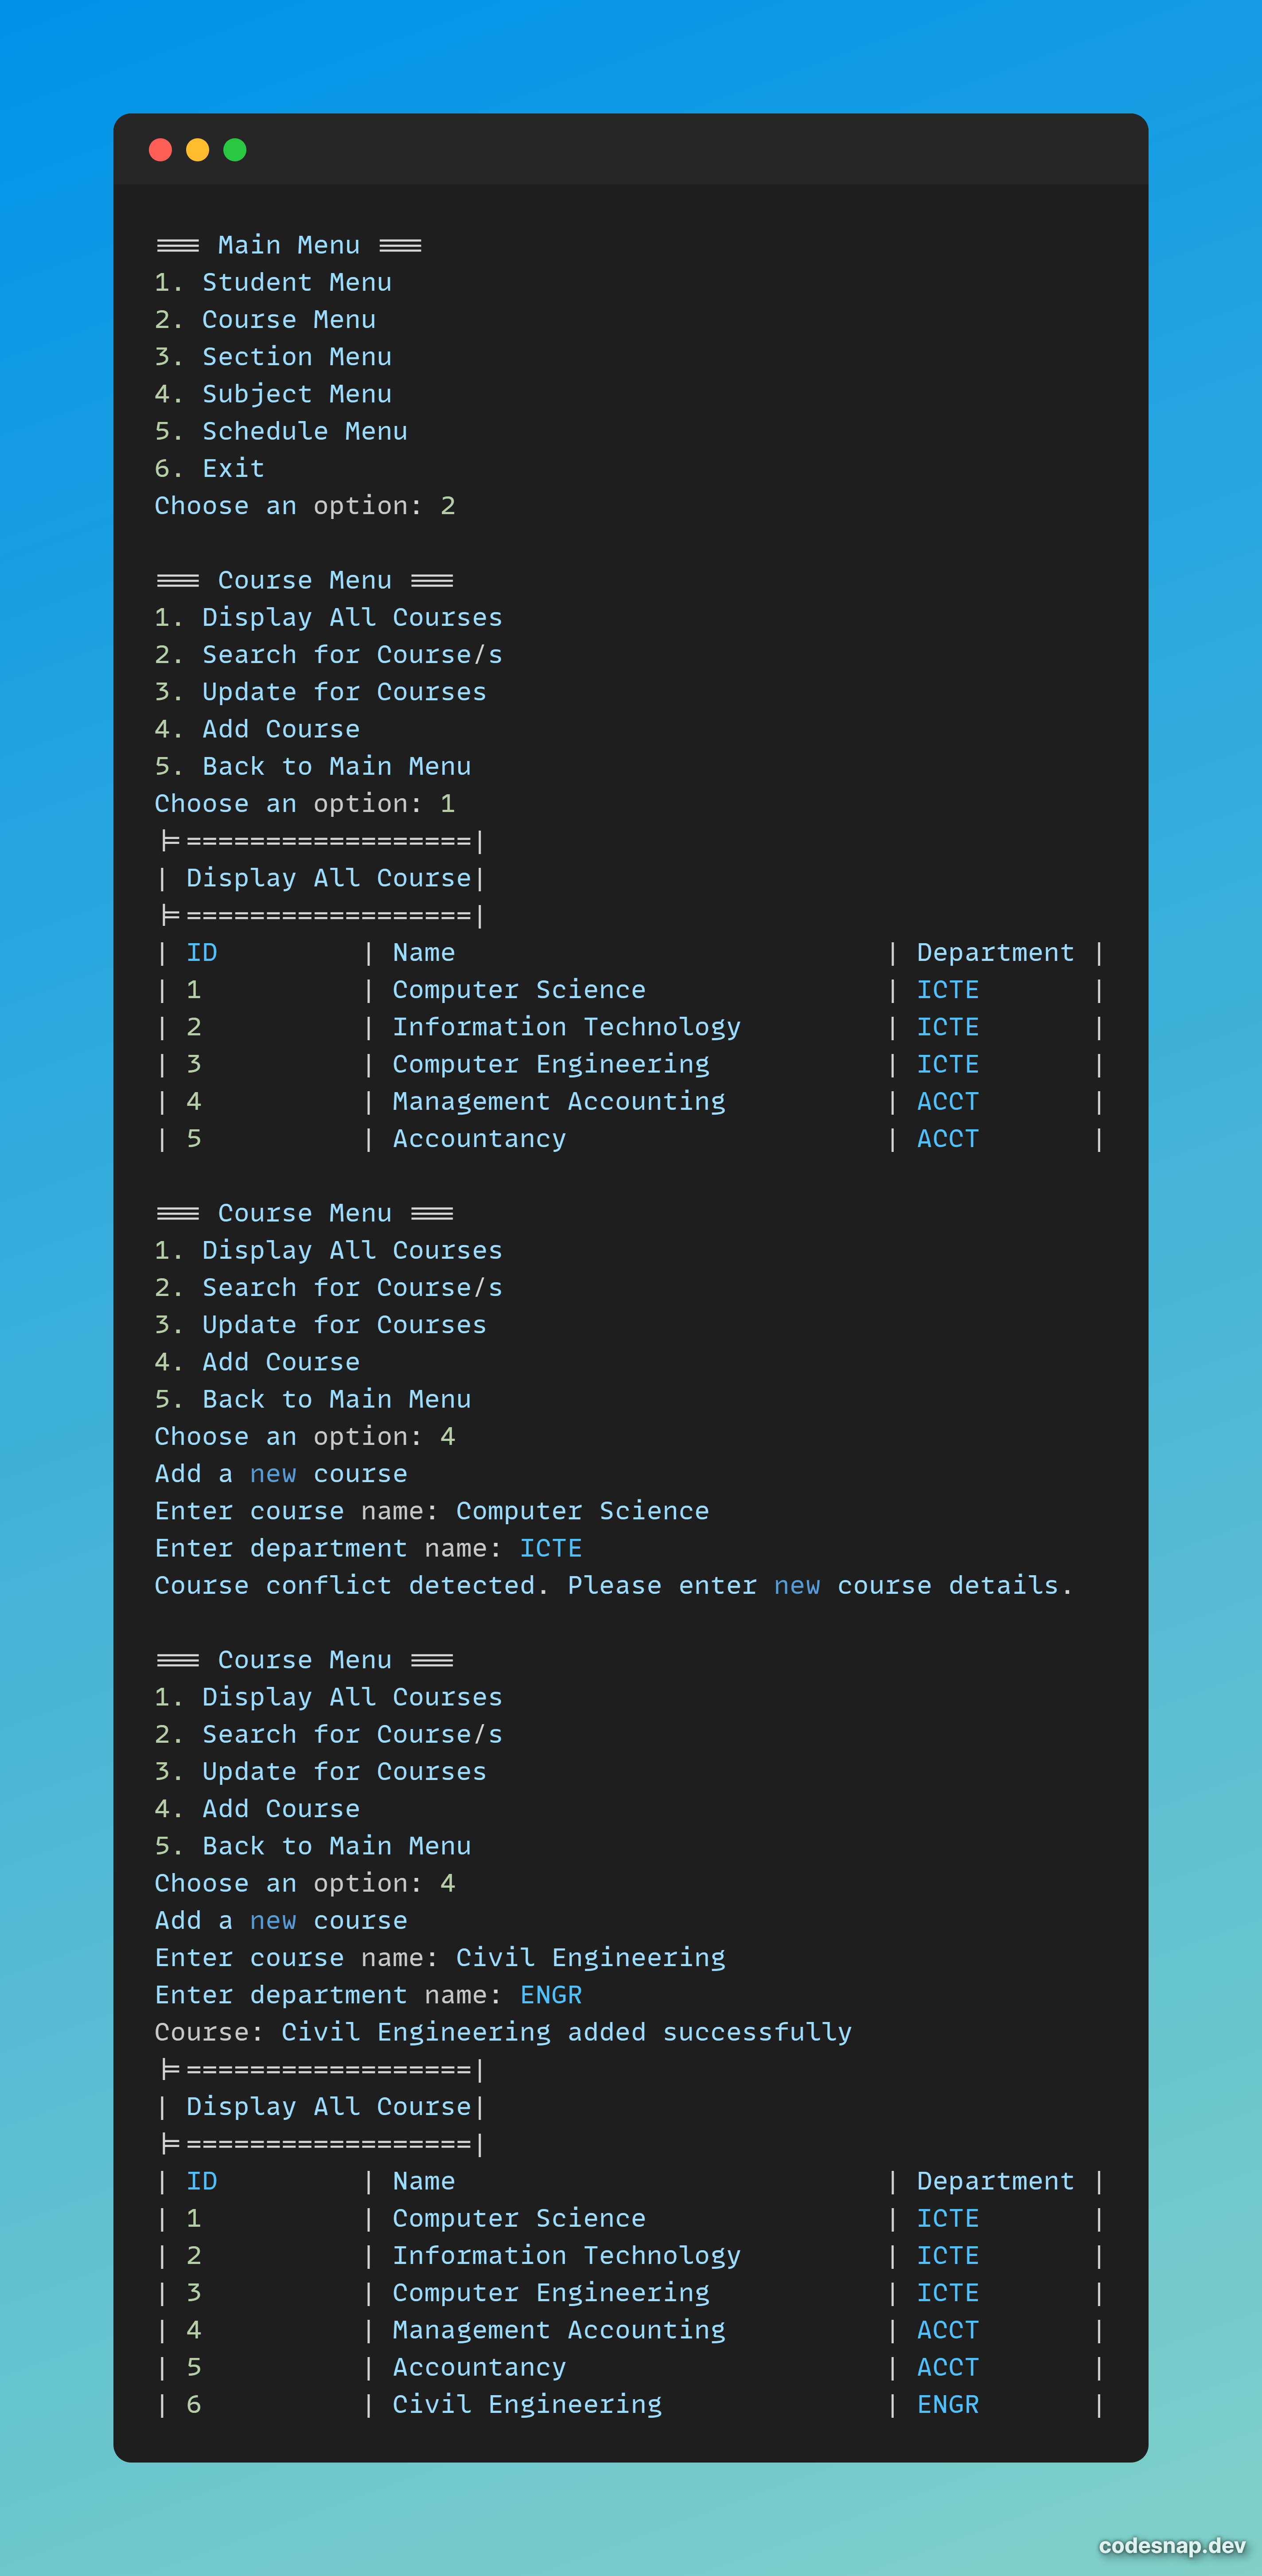 === Main Menu ===
1. Student Menu
2. Course Menu
3. Section Menu
4. Subject Menu
5. Schedule Menu
6. Exit
Choose an option: 2
=== Course Menu ===
1. Display All Courses
2. Search for Course/s
3. Update for Courses
4. Add Course
5. Back to Main Menu
Choose an option: 1
|===================|
| Display All Course|
|===================|
| ID         | Name                          | Department |
| 1          | Computer Science              | ICTE       |
| 2          | Information Technology        | ICTE       |
| 3          | Computer Engineering          | ICTE       |
| 4          | Management Accounting         | ACCT       |
| 5          | Accountancy                   | ACCT       |
=== Course Menu ===
1. Display All Courses
2. Search for Course/s
3. Update for Courses
4. Add Course
5. Back to Main Menu
Choose an option: 4
Add a new course
Enter course name: Computer Science
Enter department name: ICTE
Course conflict detected. Please enter new course details.
=== Course Menu ===
1. Display All Courses
2. Search for Course/s
3. Update for Courses
4. Add Course
5. Back to Main Menu
Choose an option: 4
Add a new course
Enter course name: Civil Engineering
Enter department name: ENGR
Course: Civil Engineering added successfully
|===================|
| Display All Course|
|===================|
| ID         | Name                          | Department |
| 1          | Computer Science              | ICTE       |
| 2          | Information Technology        | ICTE       |
| 3          | Computer Engineering          | ICTE       |
| 4          | Management Accounting         | ACCT       |
| 5          | Accountancy                   | ACCT       |
| 6          | Civil Engineering             | ENGR       |
codesnap.dev